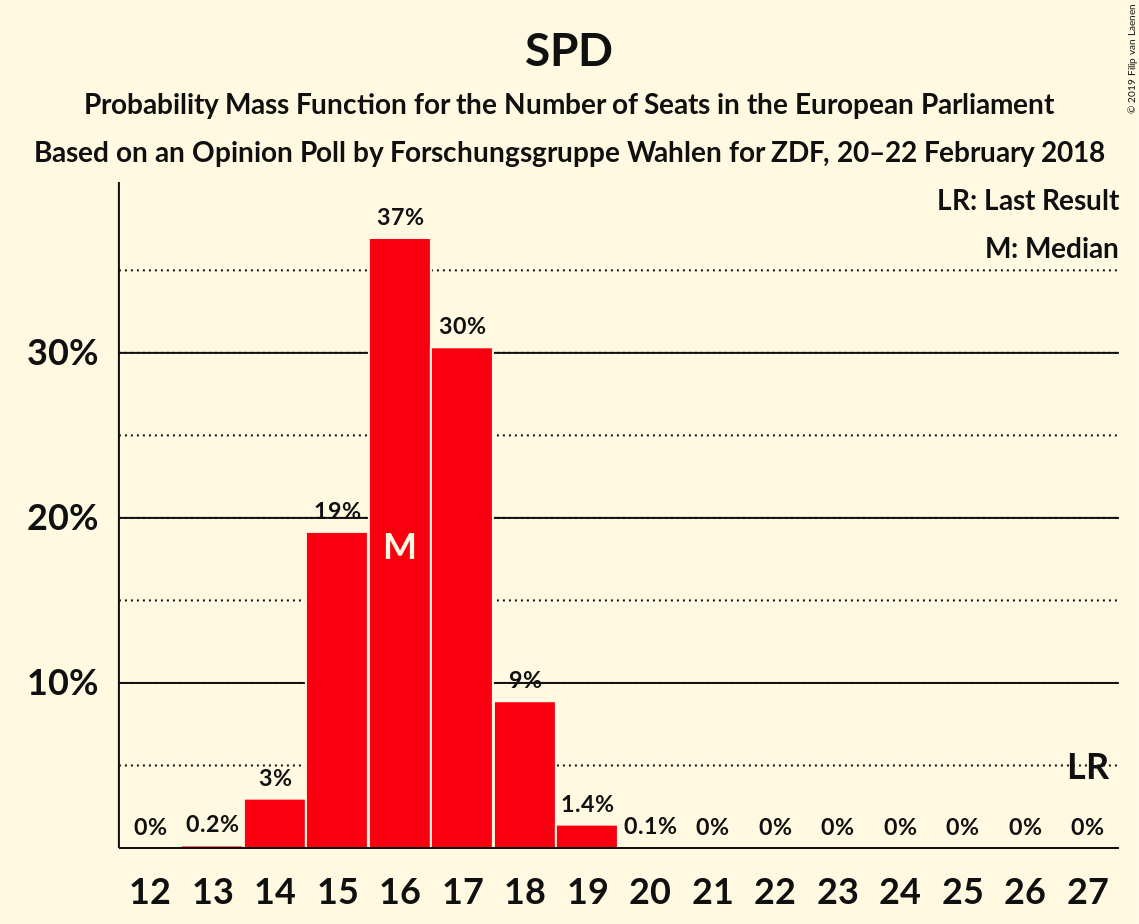 SPD
Probability Mass Function for the Number of Seats in the European Parliament
Based on an Opinion Poll by Forschungsgruppe Wahlen for ZDF, 20–22 February 2018
© 2019 Filip van Laenen
LR: Last Result
M: Median
37%
30%
30%
19%
20%
M
9%
10%
LR
3%
1.4%
0% 0.2% 0.1% 0% 0% 0% 0% 0% 0% 0%
12 13 14 15 16 17 18 19 20 21 22 23 24 25 26 27